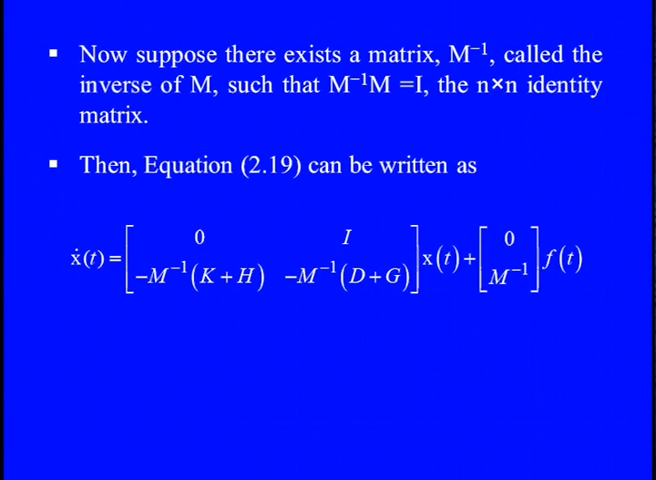 ▪ Now suppose there exists a matrix, M⁻¹, called the
inverse of M, such that M⁻¹M =I, the n×n identity
matrix.
▪ Then, Equation (2.19) can be written as
ẋ(t) = [ 0 I ; −M⁻¹(K+H) −M⁻¹(D+G) ] x(t) + [ 0 ; M⁻¹ ] f(t)